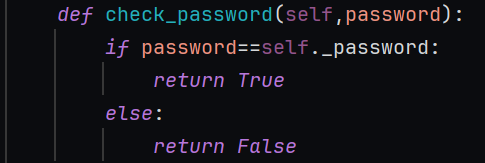 def check_password(self,password):
if password==self._password:
return True
else:
return False